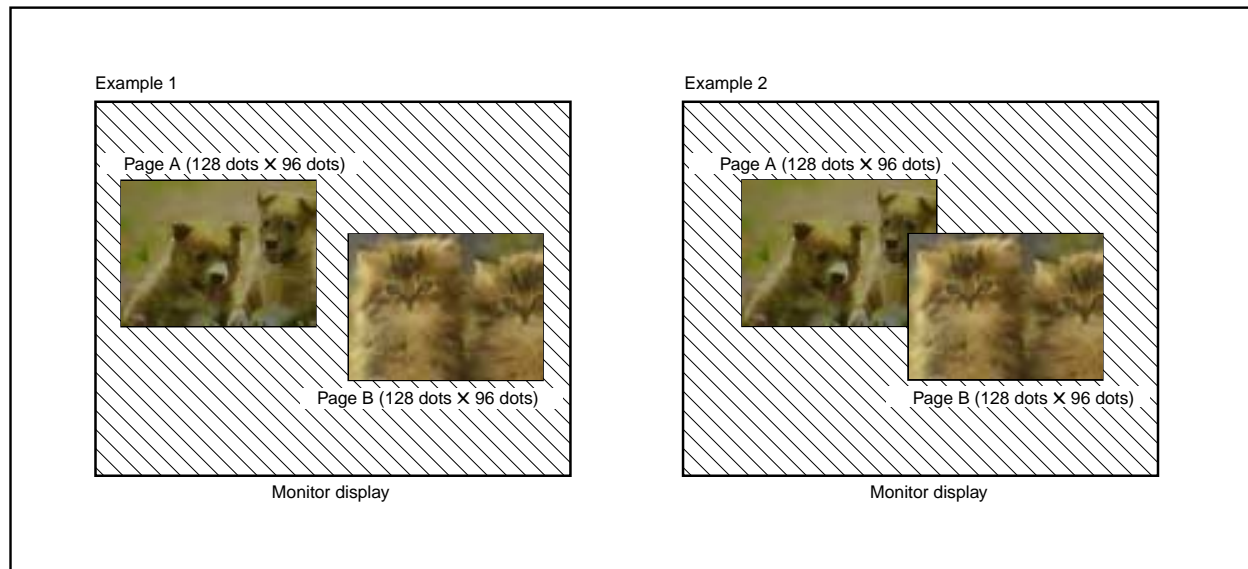 Example 1
Page A (128 dots × 96 dots)
Page B (128 dots × 96 dots)
Monitor display
Example 2
Page A (128 dots × 96 dots)
Page B (128 dots × 96 dots)
Monitor display